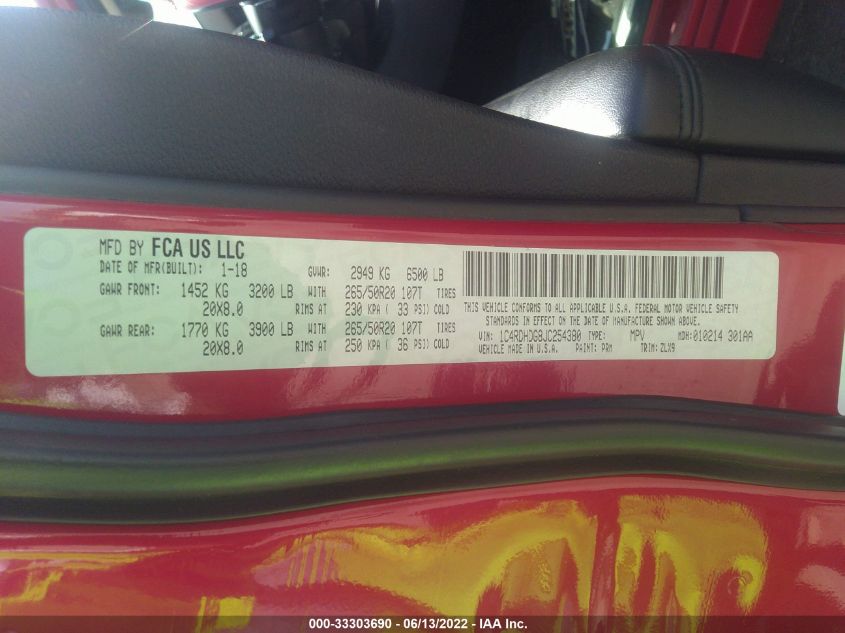 MFD BY FCA US LLC
DATE OF MFR(BUILT): 1-18 GVWR: 2949 KG 6500 LB
GAWR FRONT: 1452 KG 3200 LB WITH 265/50R20 107T TIRES
20X8.0 RIMS AT 230 KPA ( 33 PSI) COLD
GAWR REAR: 1770 KG 3900 LB WITH 265/50R20 107T TIRES
20X8.0 RIMS AT 250 KPA ( 36 PSI) COLD
THIS VEHICLE CONFORMS TO ALL APPLICABLE U.S.A. FEDERAL MOTOR VEHICLE SAFETY
STANDARDS IN EFFECT ON THE DATE OF MANUFACTURE SHOWN ABOVE.
VIN: 1C4RDHDG8JC254380 TYPE: MPV MDH: 010214 301AA
VEHICLE MADE IN U.S.A. PAINT: PRM TRIM: ZLX9
000-33303690 - 06/13/2022 - IAA Inc.